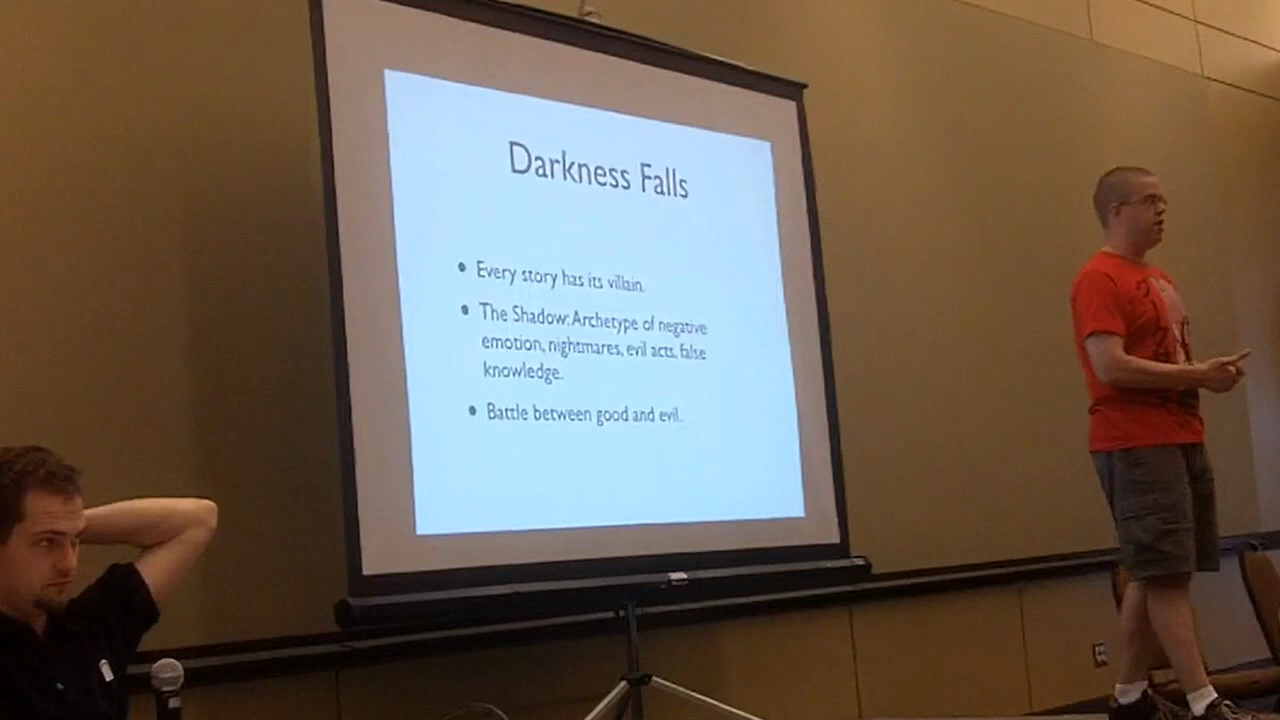 Darkness Falls
• Every story has its villain.
• The Shadow: Archetype of negative
emotion, nightmares, evil acts, false
knowledge.
• Battle between good and evil.